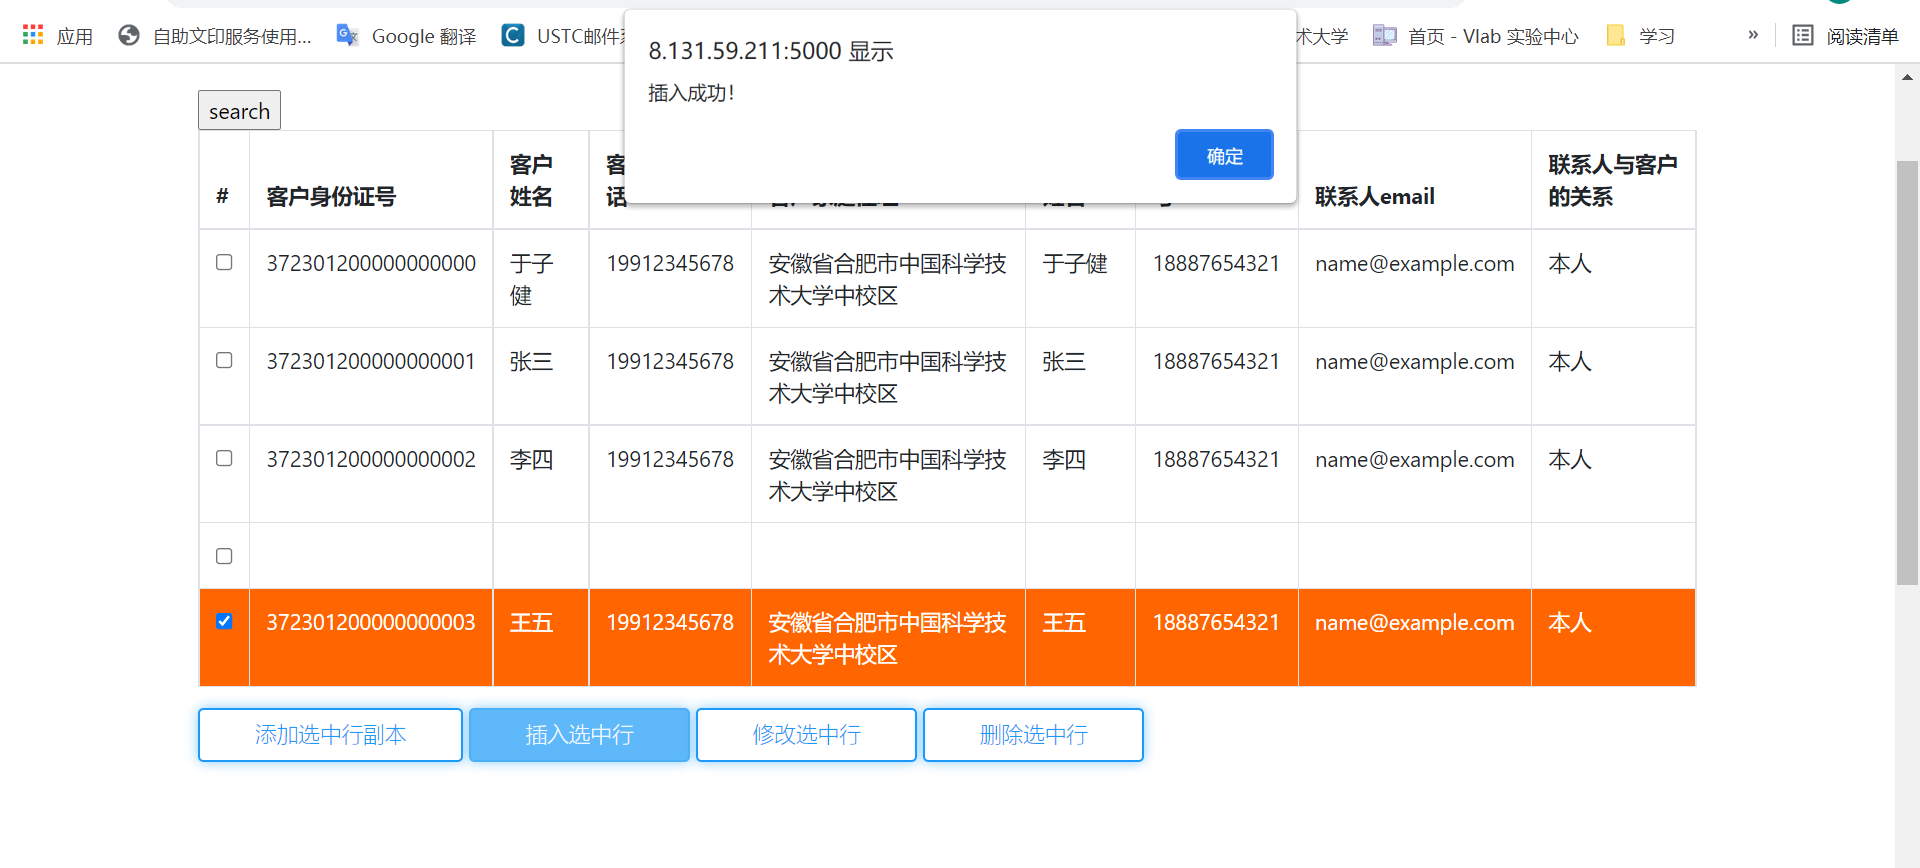 应用 自助文印服务使用... Google 翻译 USTC邮件 术大学 首页 - Vlab 实验中心 学习 » 阅读清单
8.131.59.211:5000 显示
插入成功!
确定
search
# 客户身份证号 客户姓名 联系人email 联系人与客户的关系
372301200000000000 于子健 19912345678 安徽省合肥市中国科学技术大学中校区 于子健 18887654321 name@example.com 本人
372301200000000001 张三 19912345678 安徽省合肥市中国科学技术大学中校区 张三 18887654321 name@example.com 本人
372301200000000002 李四 19912345678 安徽省合肥市中国科学技术大学中校区 李四 18887654321 name@example.com 本人
372301200000000003 王五 19912345678 安徽省合肥市中国科学技术大学中校区 王五 18887654321 name@example.com 本人
添加选中行副本 插入选中行 修改选中行 删除选中行